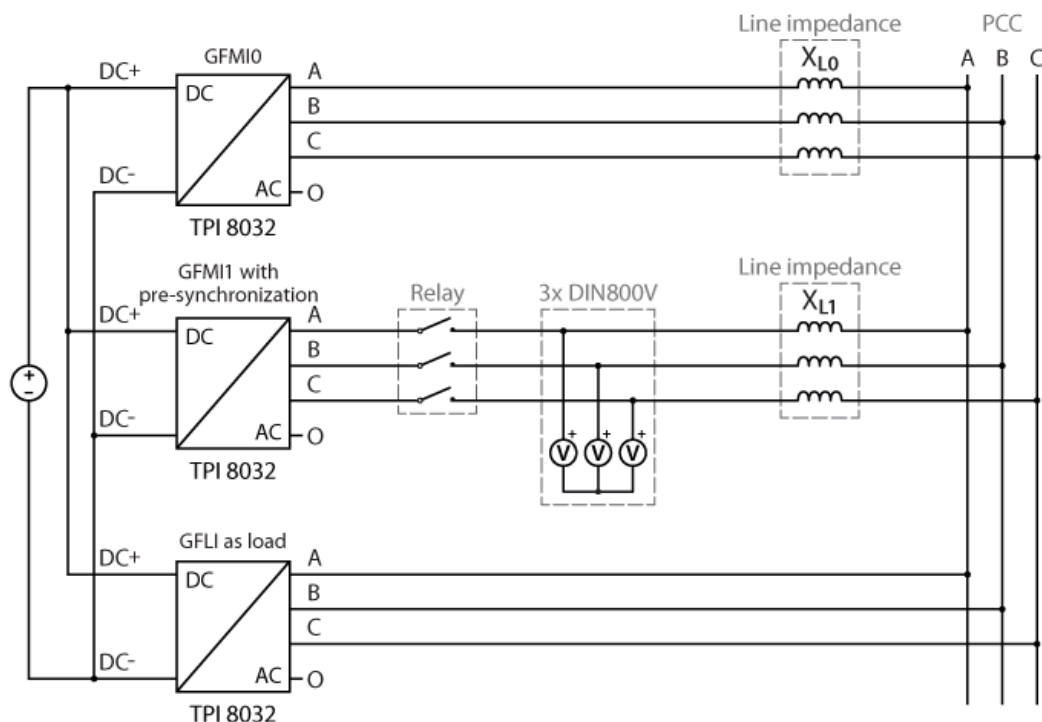 Line impedance
PCC
GFMI0
DC+
A
XL0
A B C
DC
B
C
DC-
AC
O
TPI 8032
GFMI1 with
pre-synchronization
Relay
3x DIN800V
Line impedance
DC+
A
XL1
DC
B
C
+
-
DC-
AC
O
V + V + V +
TPI 8032
GFLI as load
DC+
A
DC
B
C
DC-
AC
O
TPI 8032